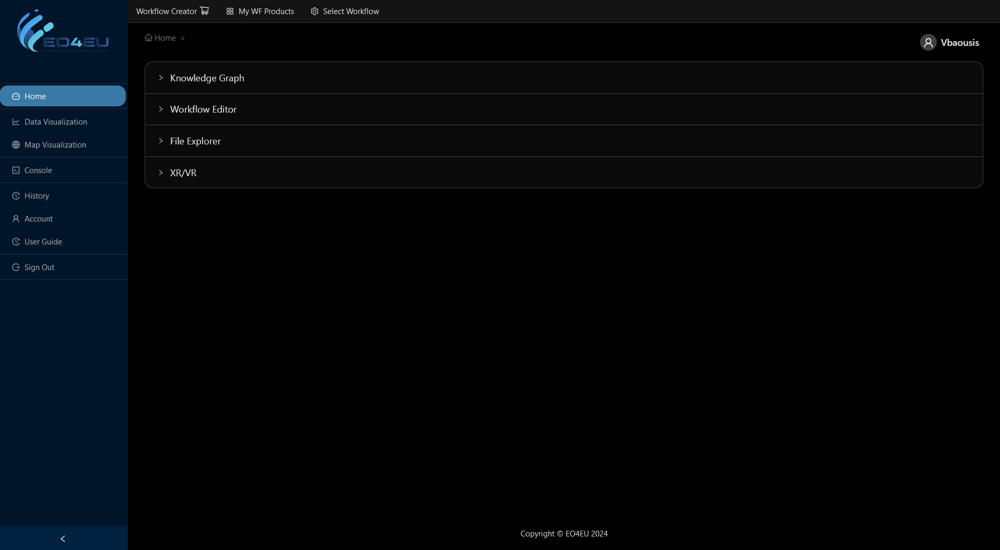 EO4EU
Home
Data Visualization
Map Visualization
Console
History
Account
User Guide
Sign Out
Workflow Creator
My WF Products
Select Workflow
Home >
Vbaousis
Knowledge Graph
Workflow Editor
File Explorer
XR/VR
Copyright © EO4EU 2024